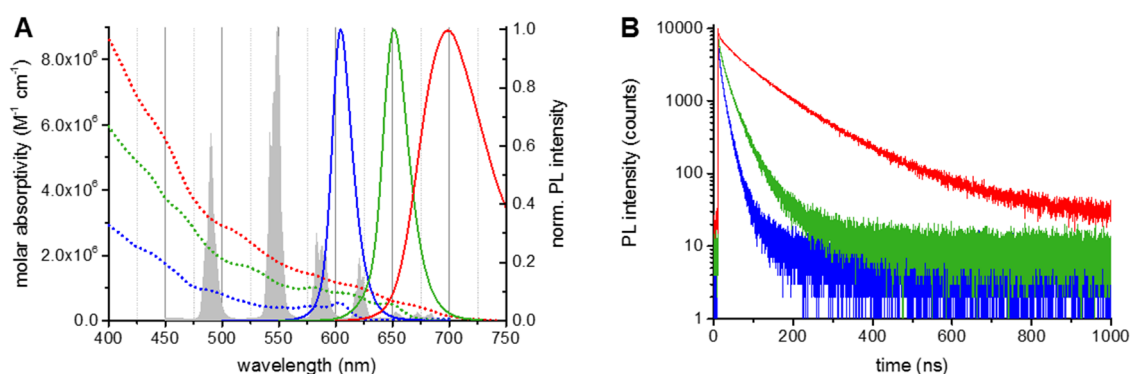 A
B
molar absorptivity (M⁻¹ cm⁻¹)
8.0x10⁶
6.0x10⁶
4.0x10⁶
2.0x10⁶
0.0
400 450 500 550 600 650 700 750
wavelength (nm)
1.0
0.8
0.6
0.4
0.2
0.0
norm. PL intensity
PL intensity (counts)
10000
1000
100
10
1
0 200 400 600 800 1000
time (ns)